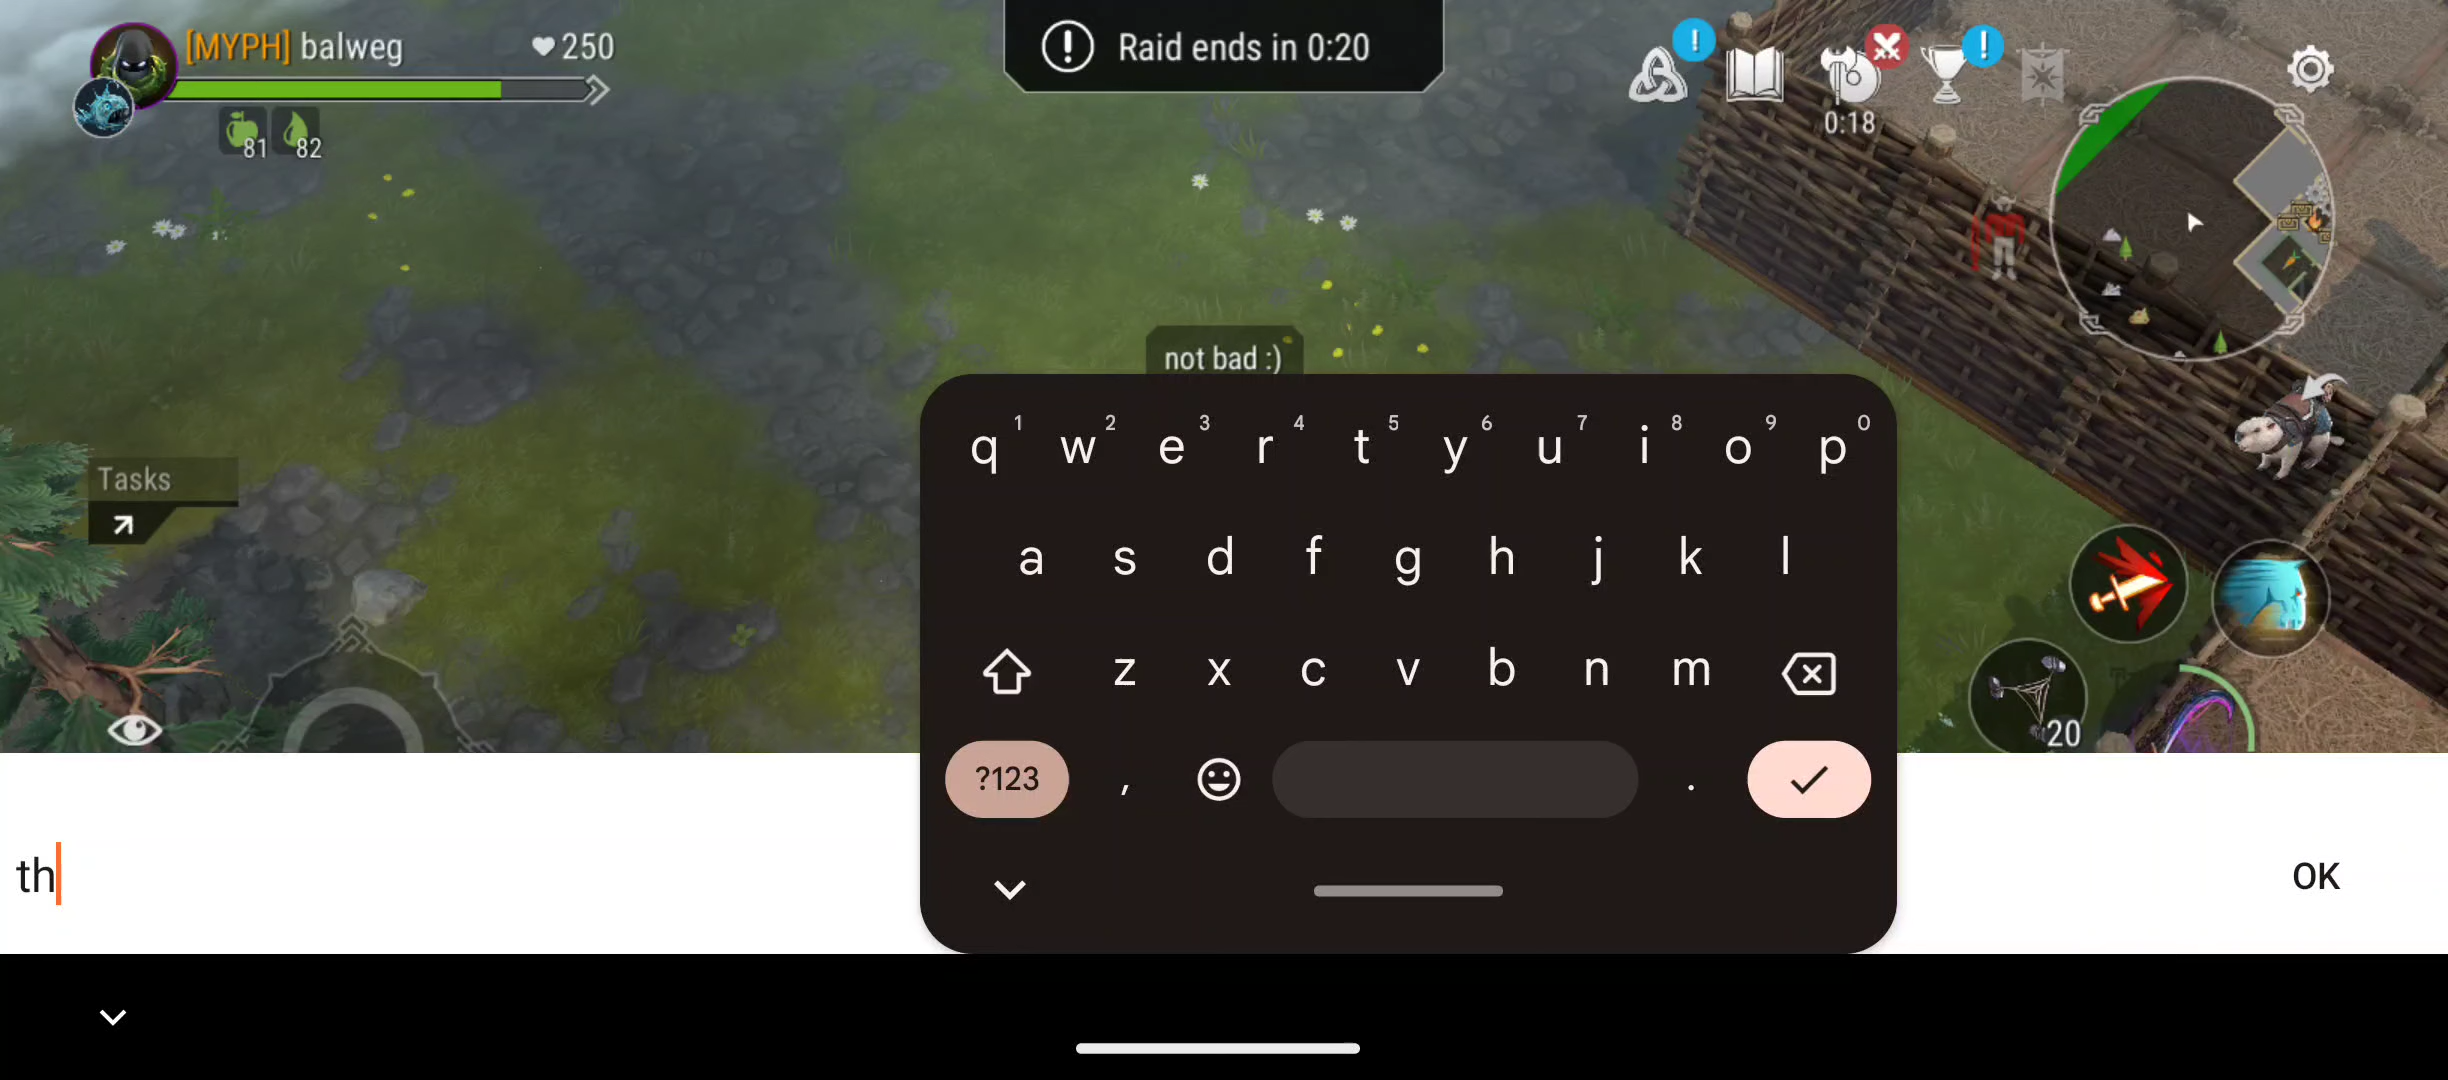 [MYPH] balweg
250
Raid ends in 0:20
!
!
0:18
81
82
not bad :)
Tasks
20
q 1 w 2 e 3 r 4 t 5 y 6 u 7 i 8 o 9 p 0
a s d f g h j k l
z x c v b n m
?123 , .
th
OK